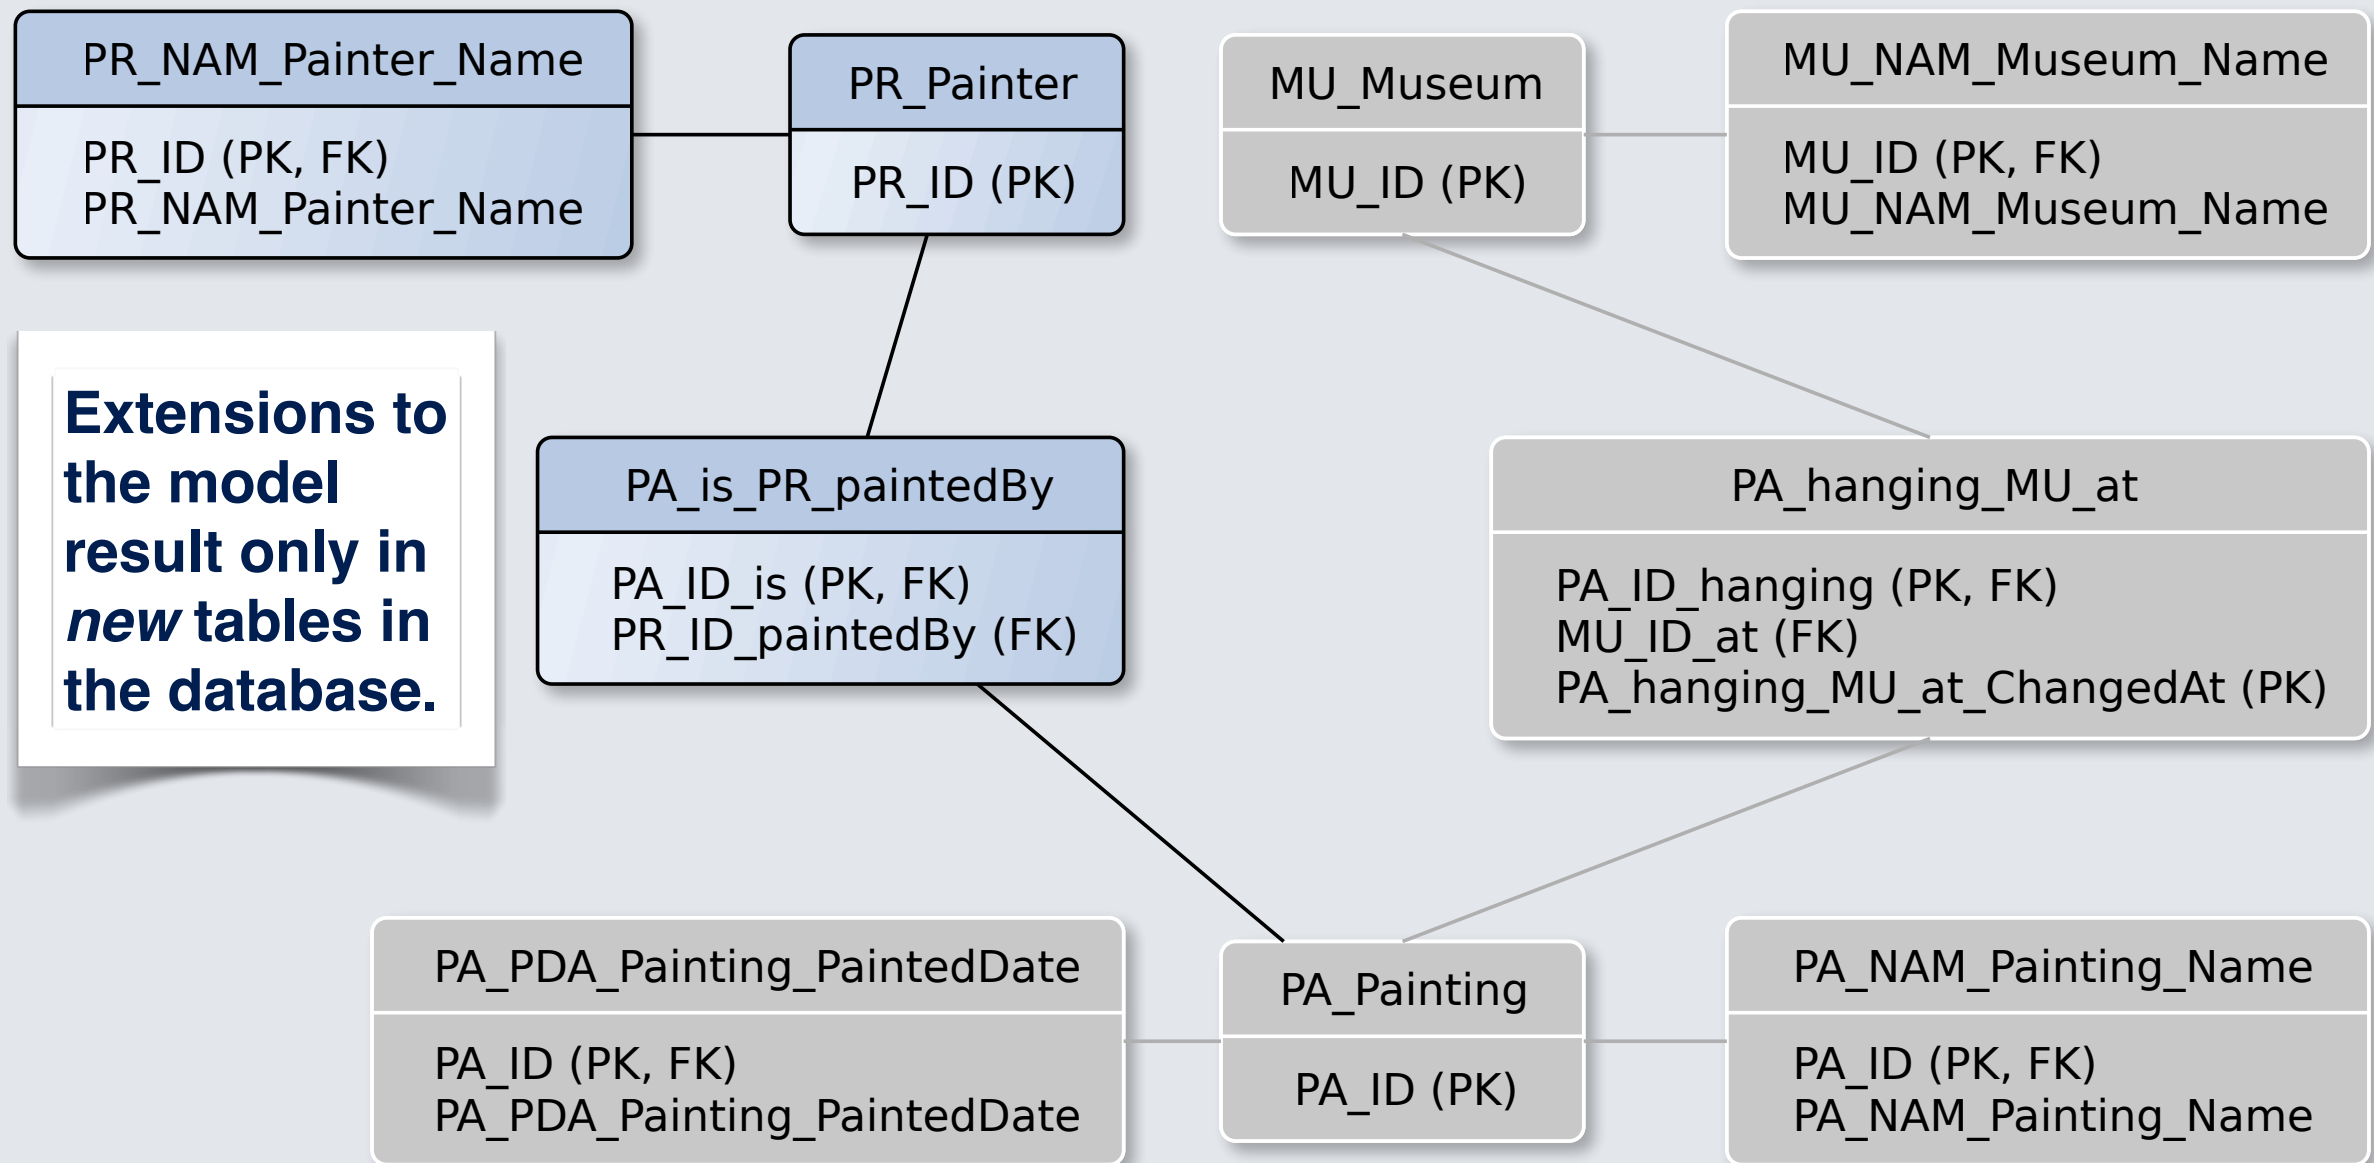 PR_NAM_Painter_Name
PR_ID (PK, FK)
PR_NAM_Painter_Name
PR_Painter
PR_ID (PK)
MU_Museum
MU_ID (PK)
MU_NAM_Museum_Name
MU_ID (PK, FK)
MU_NAM_Museum_Name
Extensions to
the model
result only in
new tables in
the database.
PA_is_PR_paintedBy
PA_ID_is (PK, FK)
PR_ID_paintedBy (FK)
PA_hanging_MU_at
PA_ID_hanging (PK, FK)
MU_ID_at (FK)
PA_hanging_MU_at_ChangedAt (PK)
PA_PDA_Painting_PaintedDate
PA_ID (PK, FK)
PA_PDA_Painting_PaintedDate
PA_Painting
PA_ID (PK)
PA_NAM_Painting_Name
PA_ID (PK, FK)
PA_NAM_Painting_Name